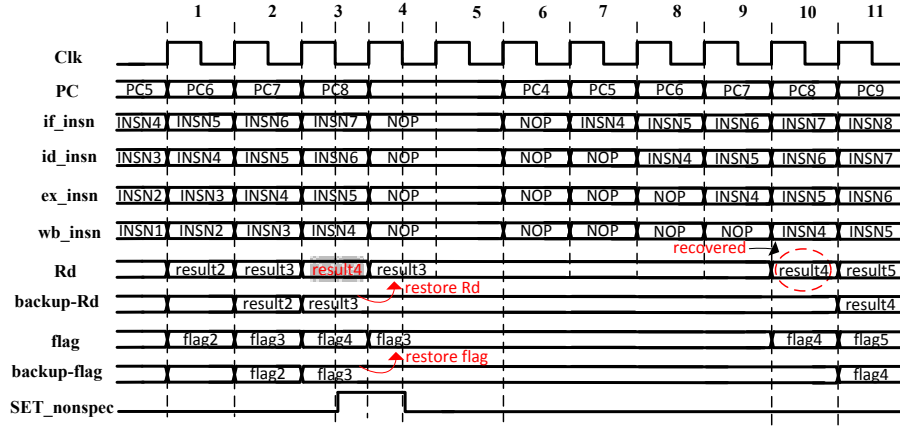 1 2 3 4 5 6 7 8 9 10 11
Clk
PC PC5 PC6 PC7 PC8 PC4 PC5 PC6 PC7 PC8 PC9
if_insn INSN4 INSN5 INSN6 INSN7 NOP NOP INSN4 INSN5 INSN6 INSN7 INSN8
id_insn INSN3 INSN4 INSN5 INSN6 NOP NOP NOP INSN4 INSN5 INSN6 INSN7
ex_insn INSN2 INSN3 INSN4 INSN5 NOP NOP NOP NOP INSN4 INSN5 INSN6
wb_insn INSN1 INSN2 INSN3 INSN4 NOP NOP NOP NOP NOP INSN4 INSN5
recovered
Rd result2 result3 result4 result3 result4 result5
restore Rd
backup-Rd result2 result3 result4
flag flag2 flag3 flag4 flag3 flag4 flag5
restore flag
backup-flag flag2 flag3 flag4
SET_nonspec